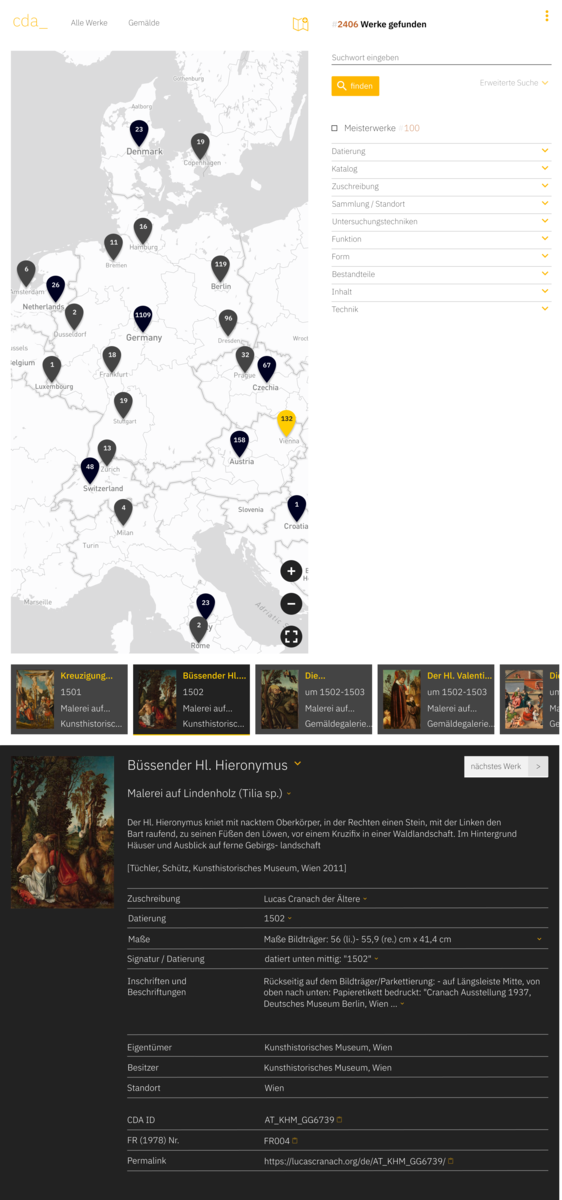 cda_
Alle Werke
Gemälde
#2406 Werke gefunden
Suchwort eingeben
finden
Erweiterte Suche
Meisterwerke #100
Datierung
Katalog
Zuschreibung
Sammlung / Standort
Untersuchungstechniken
Funktion
Form
Bestandteile
Inhalt
Technik
Aalborg
23
Denmark
19
Copenhagen
16
Hamburg
11
Bremen
119
Berlin
6
Amsterdam
26
Netherlands
2
Dusseldorf
1109
Germany
96
Dresden
Wrocł
ssels
elgium
1
Luxembourg
18
Frankfurt
32
Prague
67
Czechia
19
Stuttgart
132
Vienna
158
Austria
13
Zürich
48
Switzerland
4
Milan
Slovenia
1
Croatia
Turin
Marseille
Adriatic
23
y
2
Rome
+
−
Kreuzigung...
1501
Malerei auf...
Kunsthistorisc...
Büssender Hl....
1502
Malerei auf...
Kunsthistorisc...
Die...
um 1502-1503
Malerei auf...
Gemäldegalerie...
Der Hl. Valenti...
um 1502-1503
Malerei auf...
Gemäldegalerie...
Die
um
Ma
Ge
Büssender Hl. Hieronymus
nächstes Werk >
Malerei auf Lindenholz (Tilia sp.)
Der Hl. Hieronymus kniet mit nacktem Oberkörper, in der Rechten einen Stein, mit der Linken den
Bart raufend, zu seinen Füßen den Löwen, vor einem Kruzifix in einer Waldlandschaft. Im Hintergrund
Häuser und Ausblick auf ferne Gebirgs- landschaft
[Tüchler, Schütz, Kunsthistorisches Museum, Wien 2011]
Zuschreibung Lucas Cranach der Ältere
Datierung 1502
Maße Maße Bildträger: 56 (li.)- 55,9 (re.) cm x 41,4 cm
Signatur / Datierung datiert unten mittig: "1502"
Inschriften und Rückseitig auf dem Bildträger/Parkettierung: - auf Längsleiste Mitte, von
Beschriftungen oben nach unten: Papieretikett bedruckt: "Cranach Ausstellung 1937,
Deutsches Museum Berlin, Wien ...
Eigentümer Kunsthistorisches Museum, Wien
Besitzer Kunsthistorisches Museum, Wien
Standort Wien
CDA ID AT_KHM_GG6739
FR (1978) Nr. FR004
Permalink https://lucascranach.org/de/AT_KHM_GG6739/